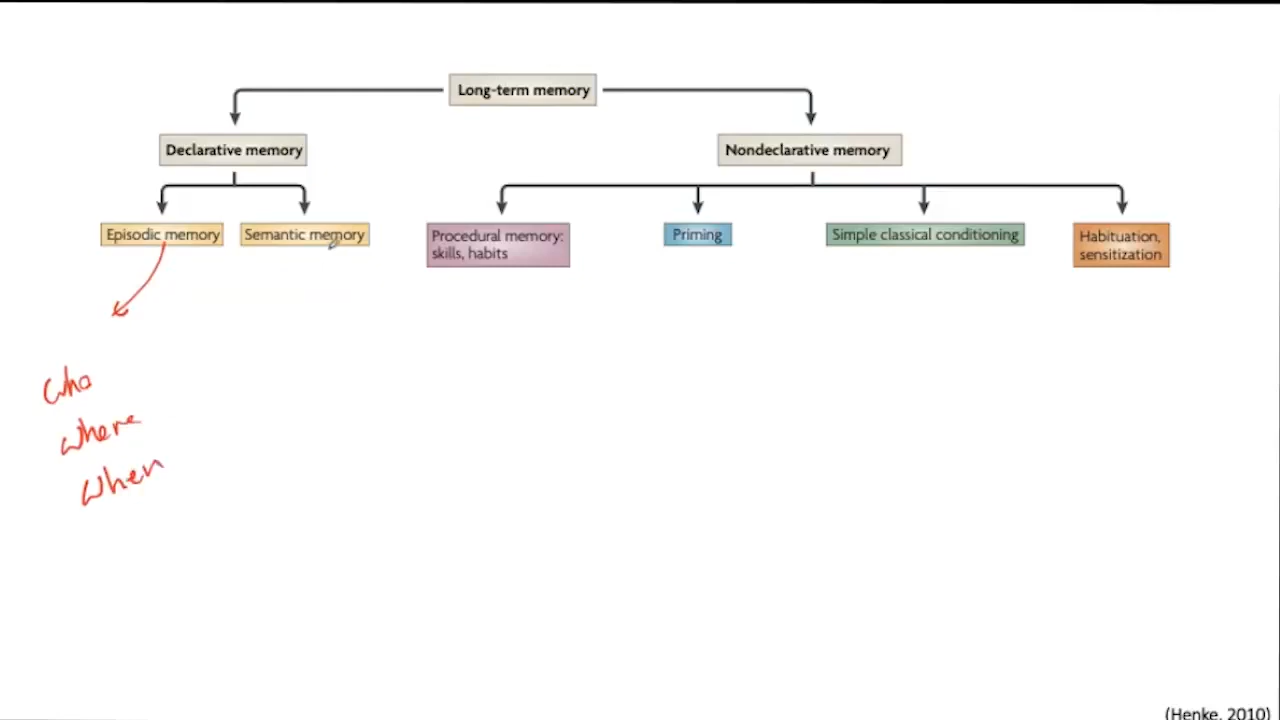 Long-term memory
Declarative memory
Nondeclarative memory
Episodic memory
Semantic memory
Procedural memory:
skills, habits
Priming
Simple classical conditioning
Habituation,
sensitization
who
where
when
(Henke, 2010)